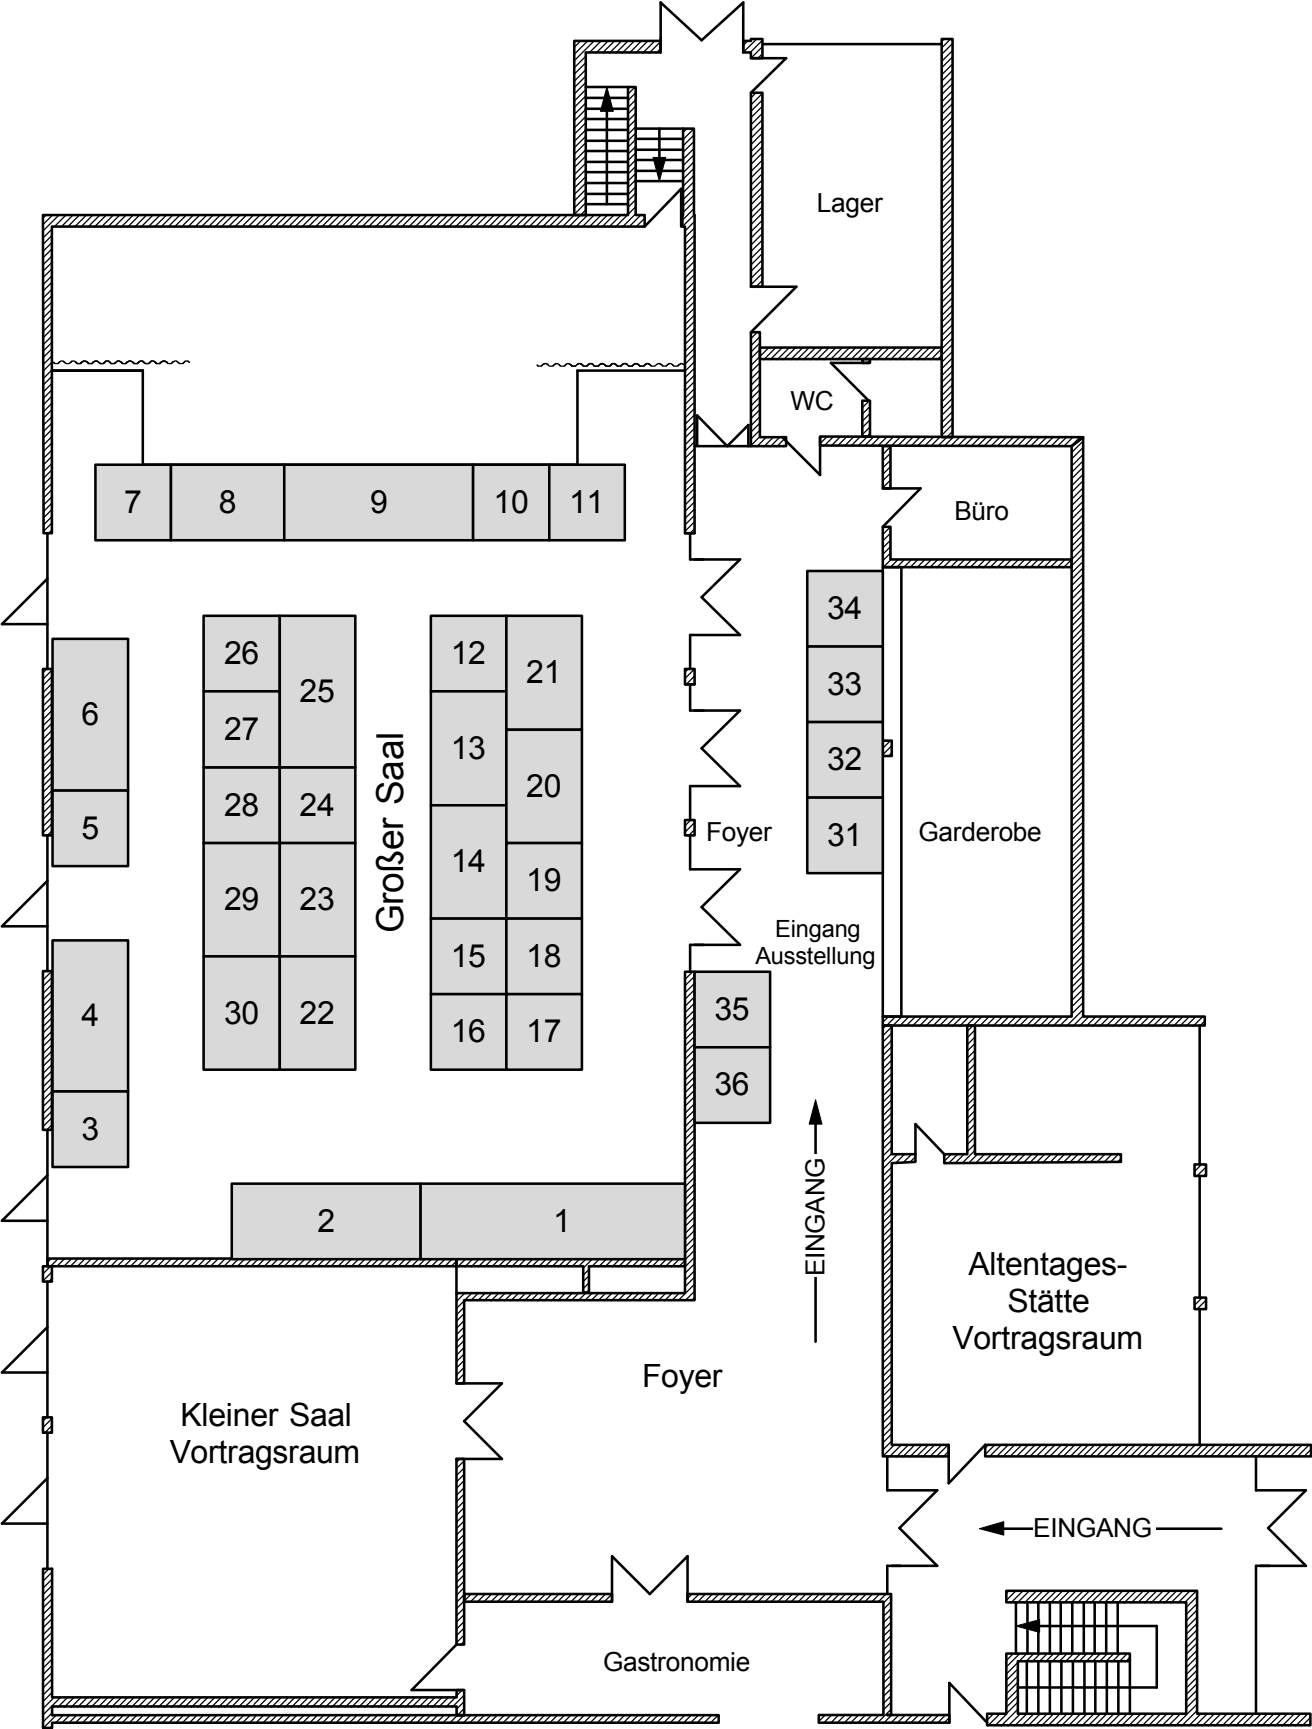 Lager
WC
Büro
7
8
9
10
11
34
33
32
31
26
25
27
28
24
29
23
30
22
12
21
13
20
14
19
15
18
16
17
6
5
4
3
Großer Saal
Foyer
Garderobe
Eingang
Ausstellung
35
36
EINGANG
2
1
Altentages-
Stätte
Vortragsraum
Foyer
Kleiner Saal
Vortragsraum
EINGANG
Gastronomie